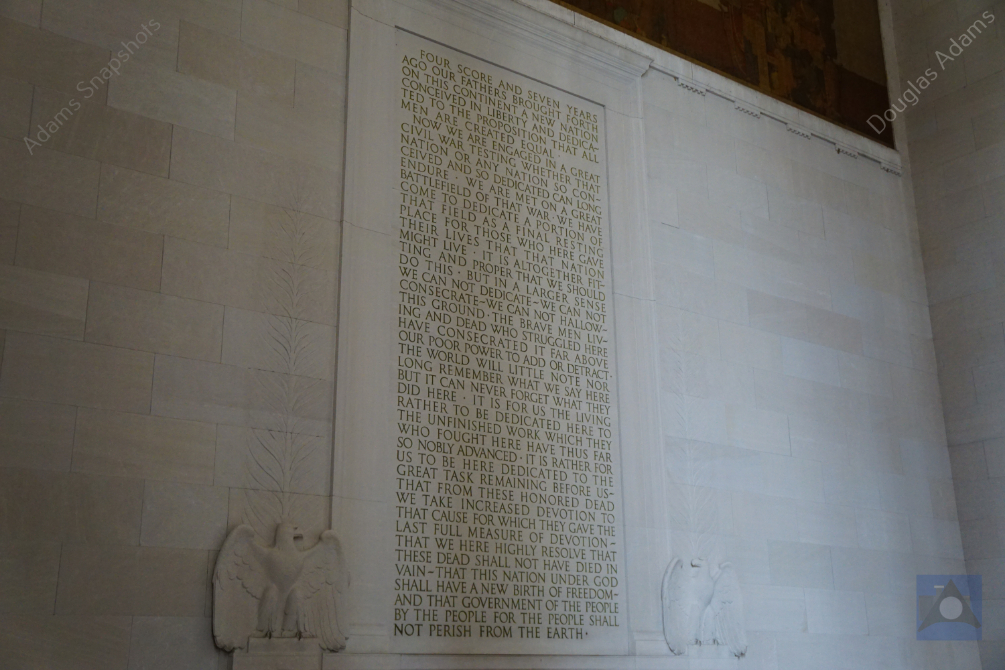 FOUR SCORE AND SEVEN YEARS
AGO OUR FATHERS BROUGHT FORTH
ON THIS CONTINENT A NEW NATION
CONCEIVED IN LIBERTY AND DEDICA-
TED TO THE PROPOSITION THAT ALL
MEN ARE CREATED EQUAL ·
NOW WE ARE ENGAGED IN A GREAT
CIVIL WAR TESTING WHETHER THAT
NATION OR ANY NATION SO CON-
CEIVED AND SO DEDICATED CAN LONG
ENDURE · WE ARE MET ON A GREAT
BATTLEFIELD OF THAT WAR · WE HAVE
COME TO DEDICATE A PORTION OF
THAT FIELD AS A FINAL RESTING
PLACE FOR THOSE WHO HERE GAVE
THEIR LIVES THAT THAT NATION
MIGHT LIVE · IT IS ALTOGETHER FIT-
TING AND PROPER THAT WE SHOULD
DO THIS · BUT IN A LARGER SENSE
WE CAN NOT DEDICATE–WE CAN NOT
CONSECRATE–WE CAN NOT HALLOW–
THIS GROUND · THE BRAVE MEN LIV-
ING AND DEAD WHO STRUGGLED HERE
HAVE CONSECRATED IT FAR ABOVE
OUR POOR POWER TO ADD OR DETRACT ·
THE WORLD WILL LITTLE NOTE NOR
LONG REMEMBER WHAT WE SAY HERE
BUT IT CAN NEVER FORGET WHAT THEY
DID HERE · IT IS FOR US THE LIVING
RATHER TO BE DEDICATED HERE TO
THE UNFINISHED WORK WHICH THEY
WHO FOUGHT HERE HAVE THUS FAR
SO NOBLY ADVANCED · IT IS RATHER FOR
US TO BE HERE DEDICATED TO THE
GREAT TASK REMAINING BEFORE US–
THAT FROM THESE HONORED DEAD
WE TAKE INCREASED DEVOTION TO
THAT CAUSE FOR WHICH THEY GAVE THE
LAST FULL MEASURE OF DEVOTION–
THAT WE HERE HIGHLY RESOLVE THAT
THESE DEAD SHALL NOT HAVE DIED IN
VAIN–THAT THIS NATION UNDER GOD
SHALL HAVE A NEW BIRTH OF FREEDOM–
AND THAT GOVERNMENT OF THE PEOPLE
BY THE PEOPLE FOR THE PEOPLE SHALL
NOT PERISH FROM THE EARTH ·
Adams Snapshots
Douglas Adams